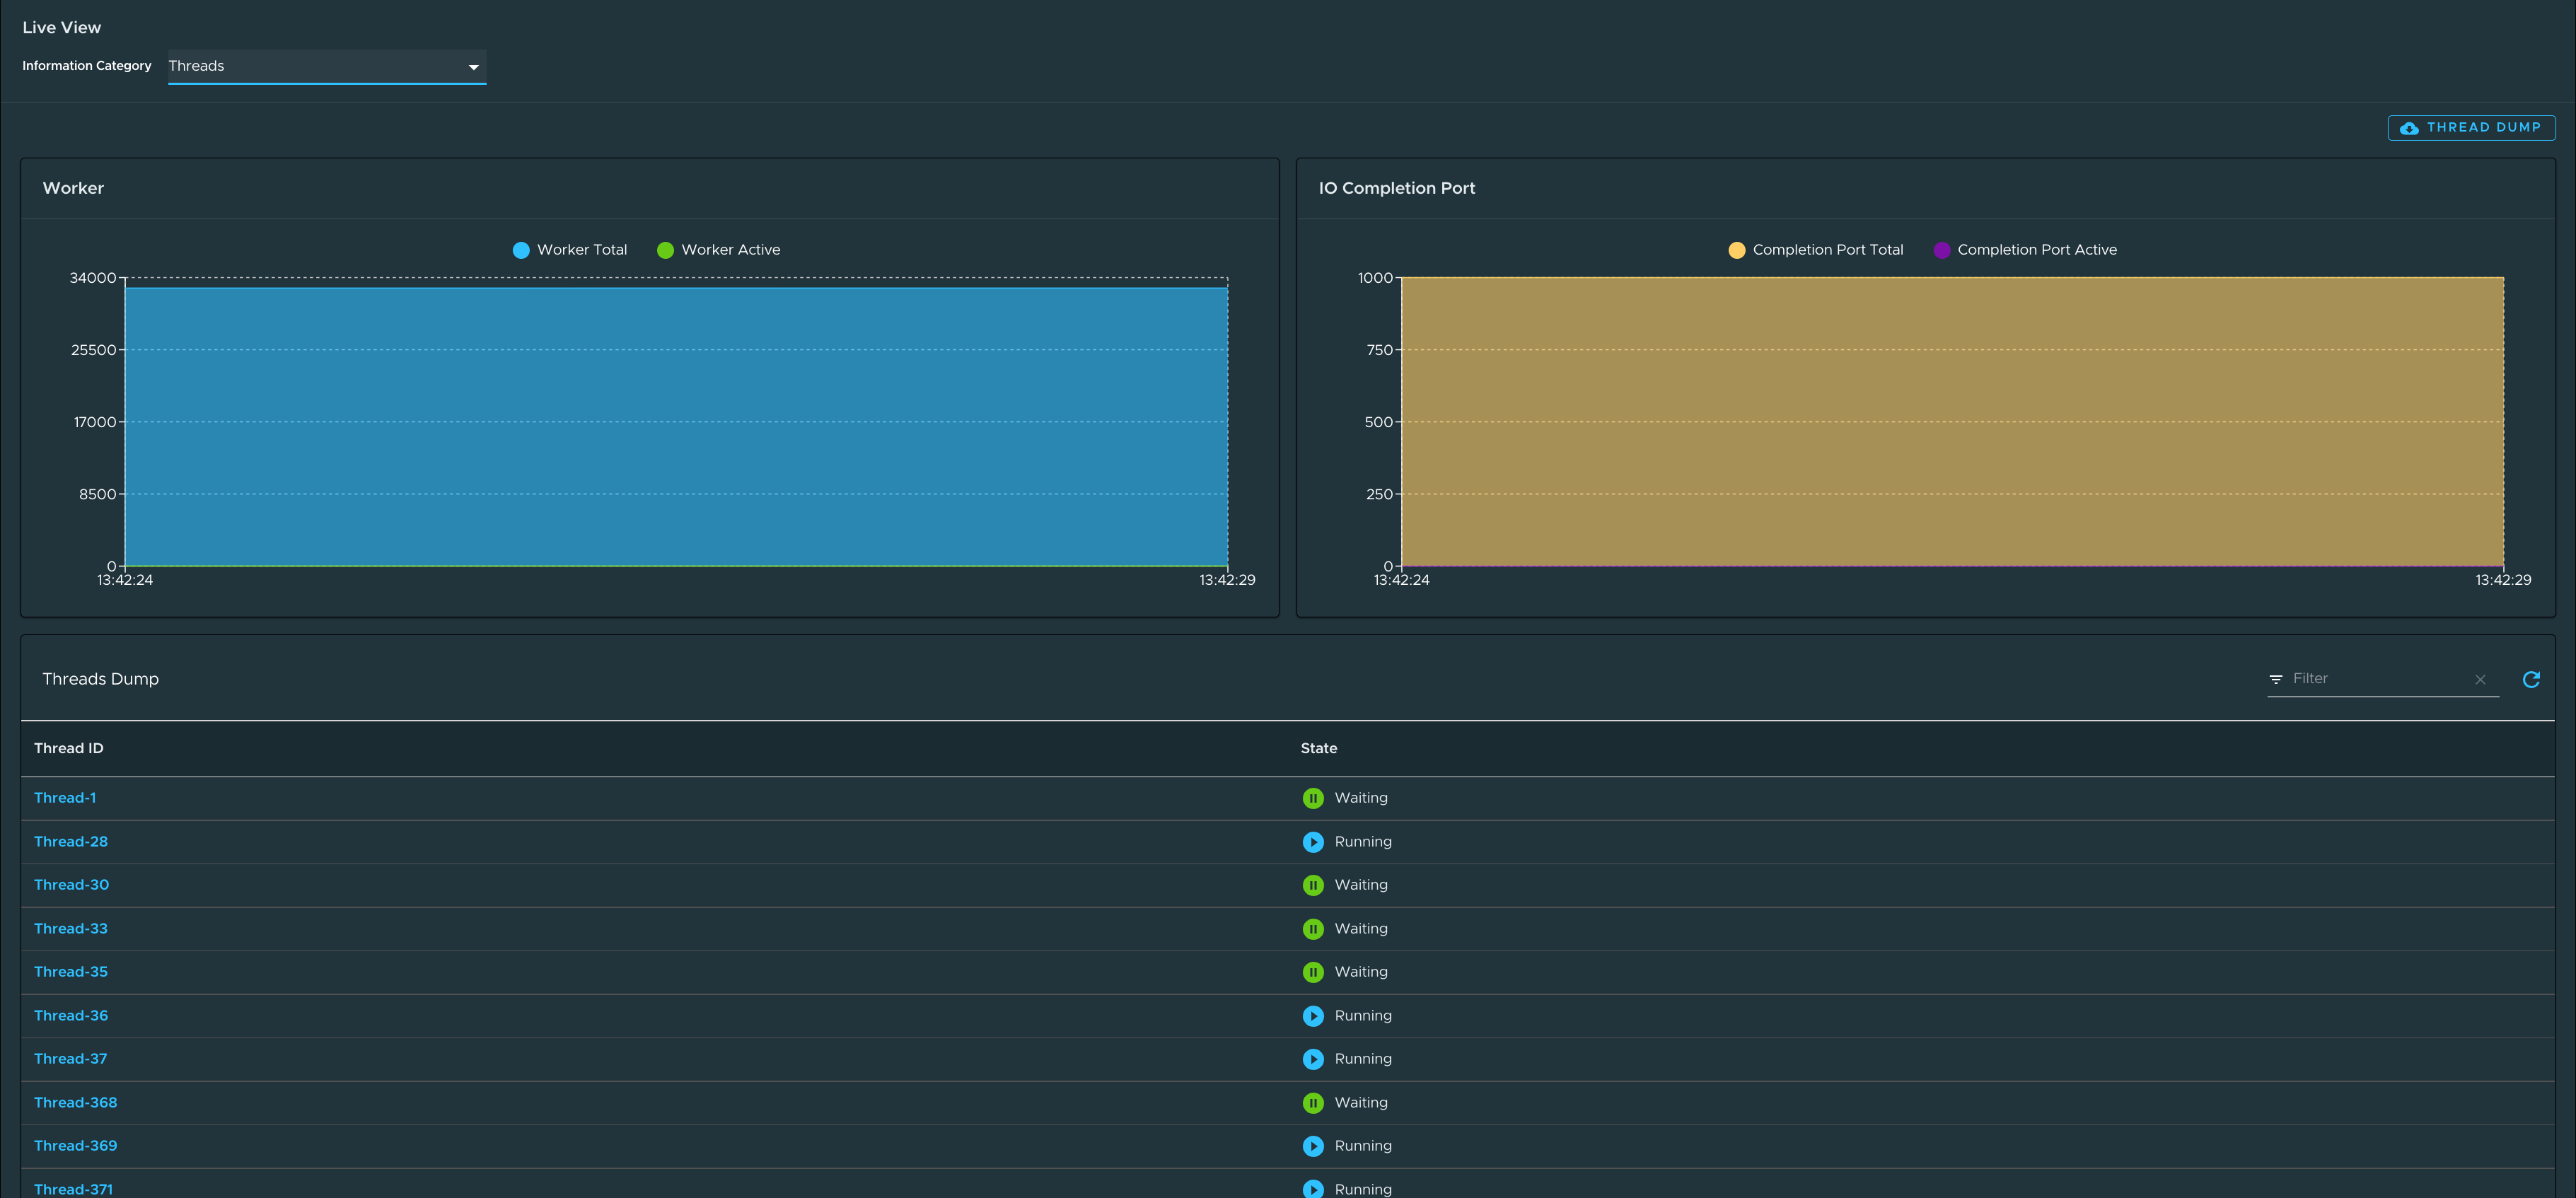 Live View
Information Category Threads
THREAD DUMP
Worker
Worker Total Worker Active
34000
25500
17000
8500
0
13:42:24 13:42:29
IO Completion Port
Completion Port Total Completion Port Active
1000
750
500
250
0
13:42:24 13:42:29
Threads Dump Filter
Thread ID State
Thread-1 Waiting
Thread-28 Running
Thread-30 Waiting
Thread-33 Waiting
Thread-35 Waiting
Thread-36 Running
Thread-37 Running
Thread-368 Waiting
Thread-369 Running
Thread-371 Running